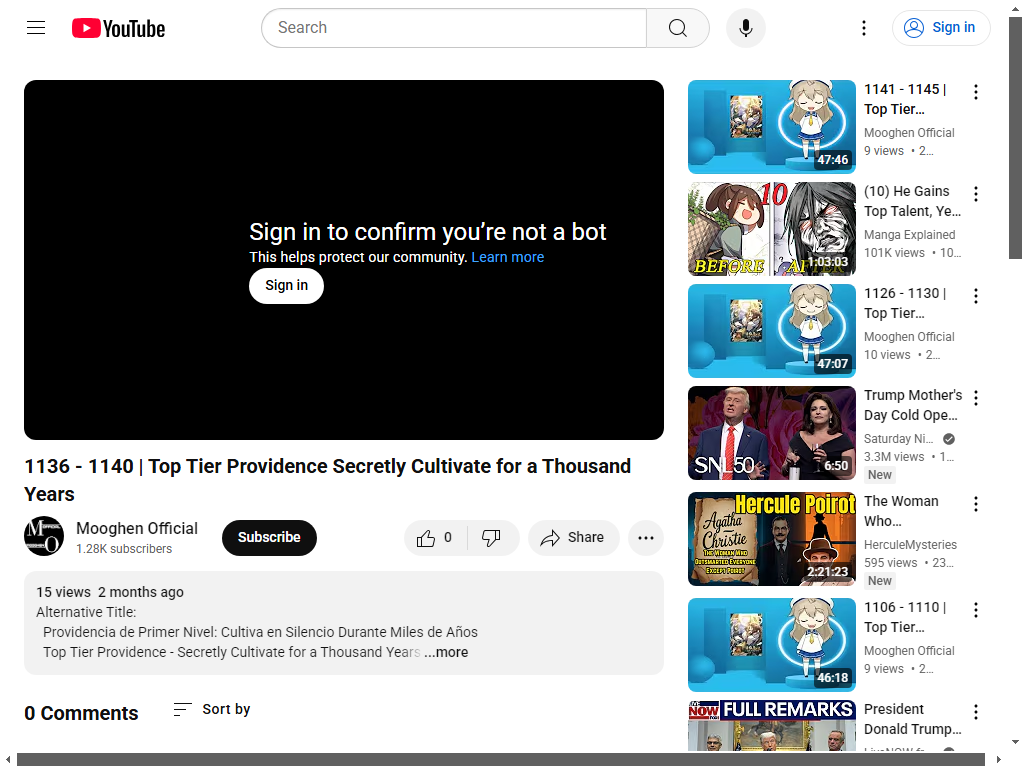 YouTube
Search
Sign in
Sign in to confirm you’re not a bot
This helps protect our community. Learn more
Sign in
1136 - 1140 | Top Tier Providence Secretly Cultivate for a Thousand
Years
Mooghen Official
1.28K subscribers
Subscribe
0
Share
15 views 2 months ago
Alternative Title:
Providencia de Primer Nivel: Cultiva en Silencio Durante Miles de Años
Top Tier Providence - Secretly Cultivate for a Thousand Years ...more
0 Comments
Sort by
47:46
1141 - 1145 |
Top Tier…
Mooghen Official
9 views • 2…
10
BEFORE AFTER
1:03:03
(10) He Gains
Top Talent, Ye…
Manga Explained
101K views • 10…
47:07
1126 - 1130 |
Top Tier…
Mooghen Official
10 views • 2…
SNL50
6:50
Trump Mother's
Day Cold Ope…
Saturday Ni…
3.3M views • 1…
New
Hercule Poirot
Agatha
Christie
The Woman Who
Outsmarted Everyone
Except Poirot
2:21:23
The Woman
Who…
HerculeMysteries
595 views • 23…
New
46:18
1106 - 1110 |
Top Tier…
Mooghen Official
9 views • 2…
LIVE NOW FULL REMARKS
President
Donald Trump…